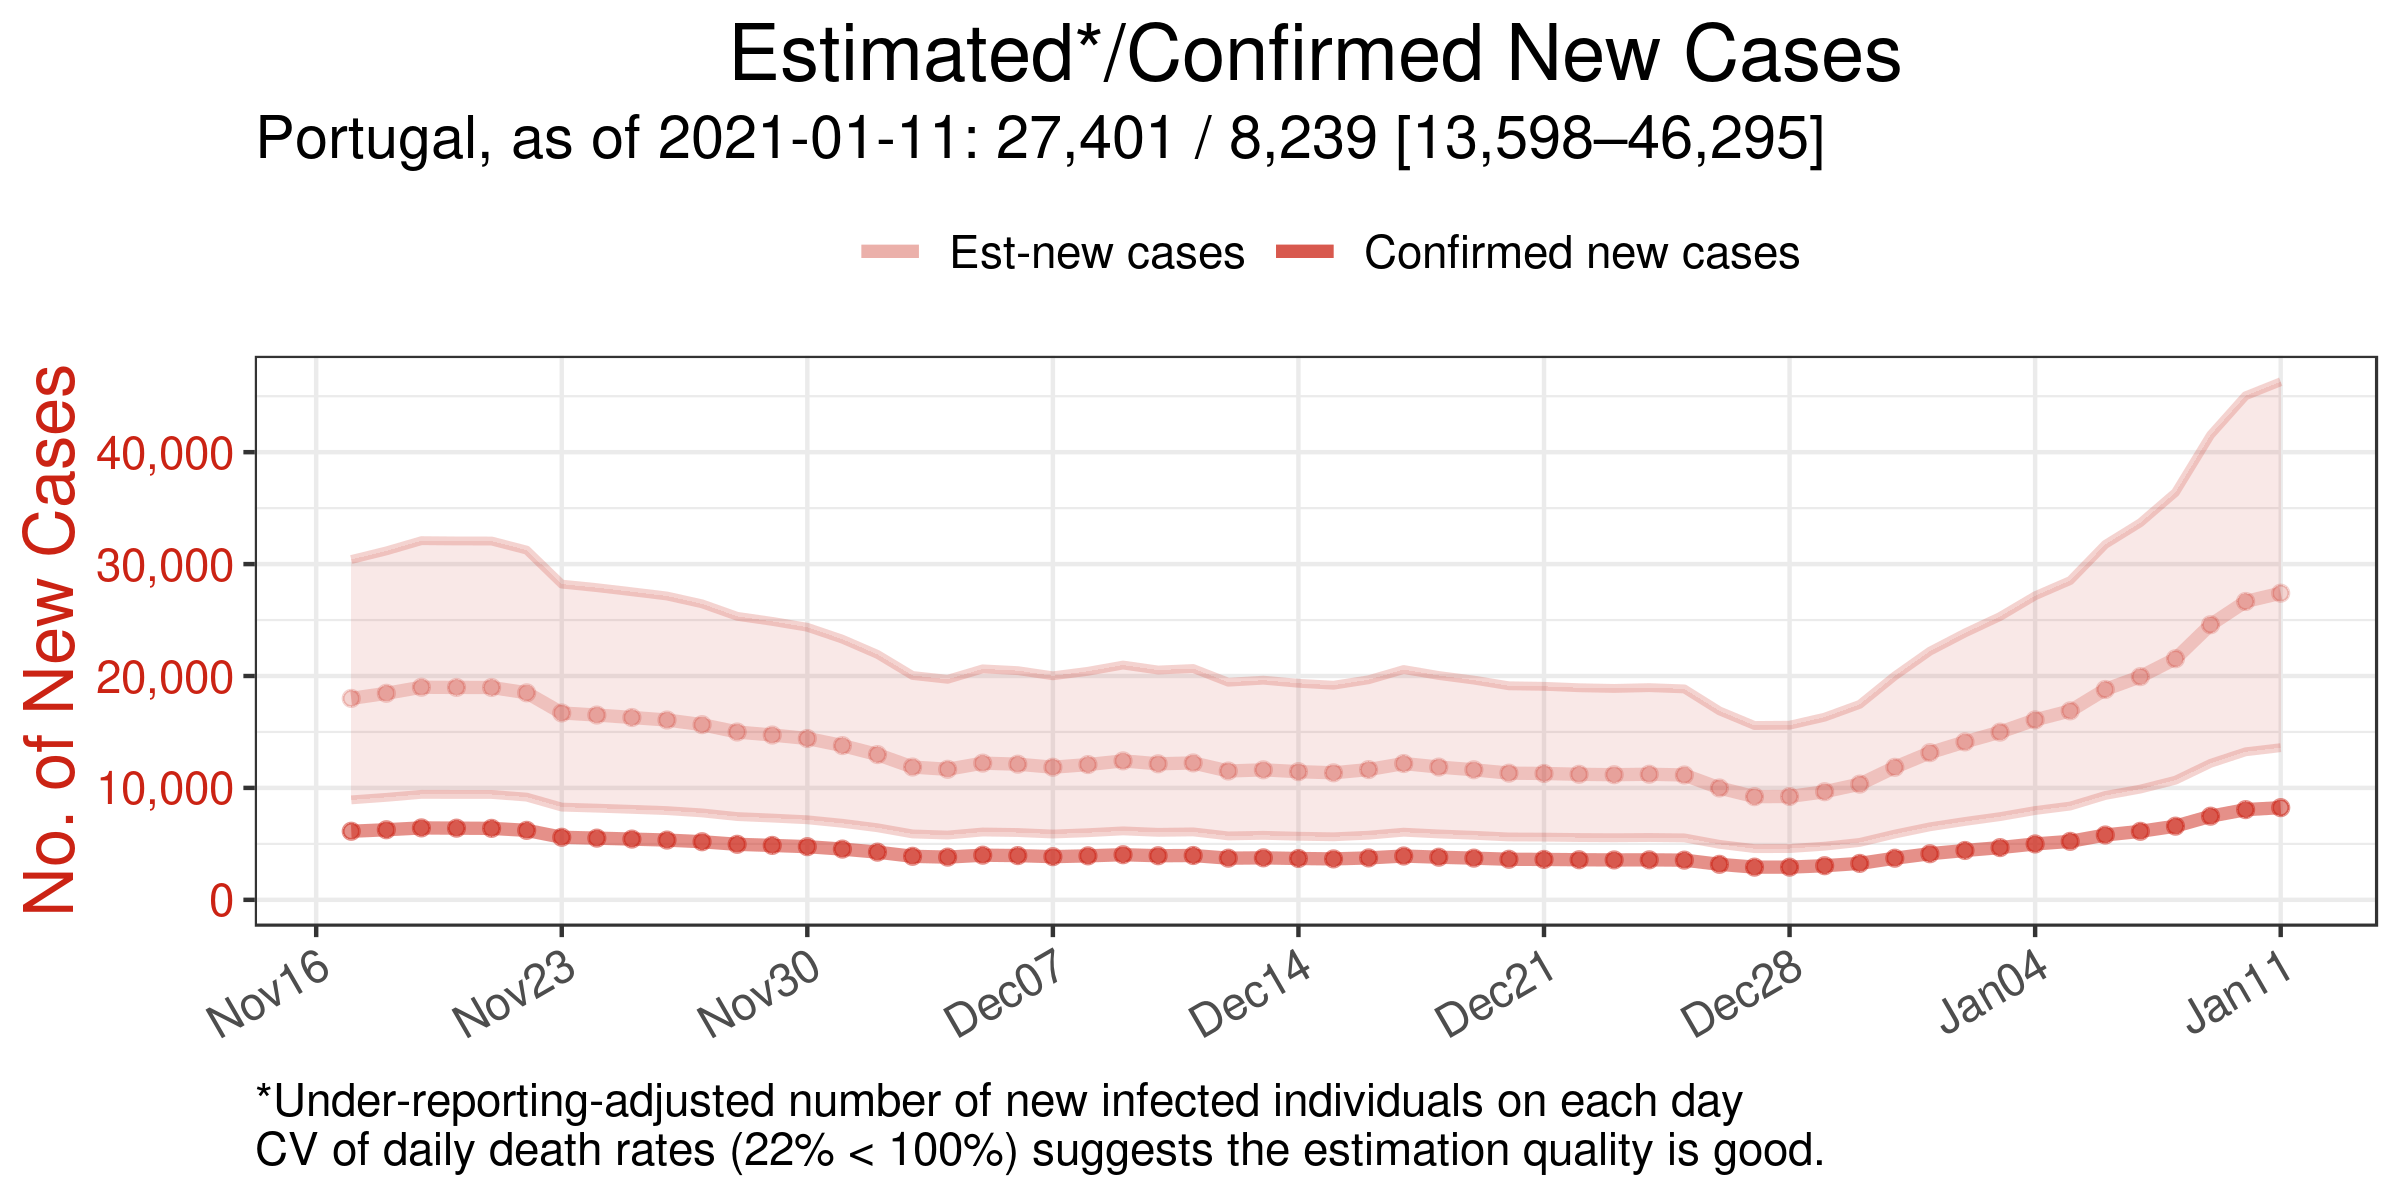 Estimated*/Confirmed New Cases
Portugal, as of 2021-01-11: 27,401 / 8,239 [13,598–46,295]
Est-new cases Confirmed new cases
No. of New Cases
40,000
30,000
20,000
10,000
0
Nov16 Nov23 Nov30 Dec07 Dec14 Dec21 Dec28 Jan04 Jan11
*Under-reporting-adjusted number of new infected individuals on each day
CV of daily death rates (22% < 100%) suggests the estimation quality is good.